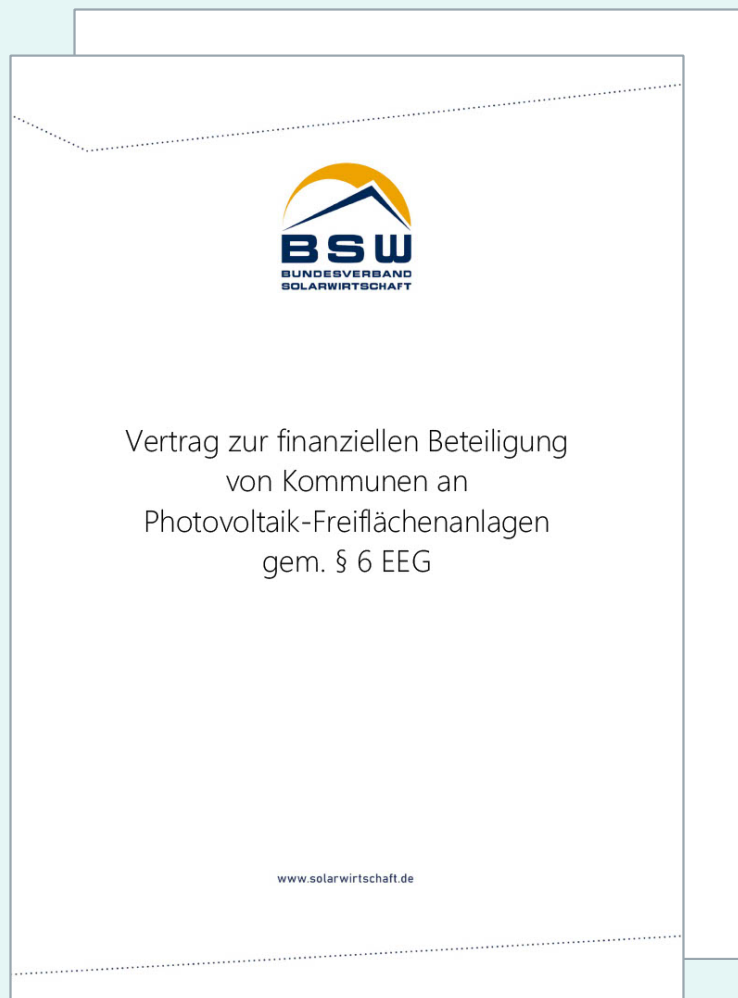 BSW
BUNDESVERBAND
SOLARWIRTSCHAFT
Vertrag zur finanziellen Beteiligung
von Kommunen an
Photovoltaik-Freiflächenanlagen
gem. § 6 EEG
www.solarwirtschaft.de